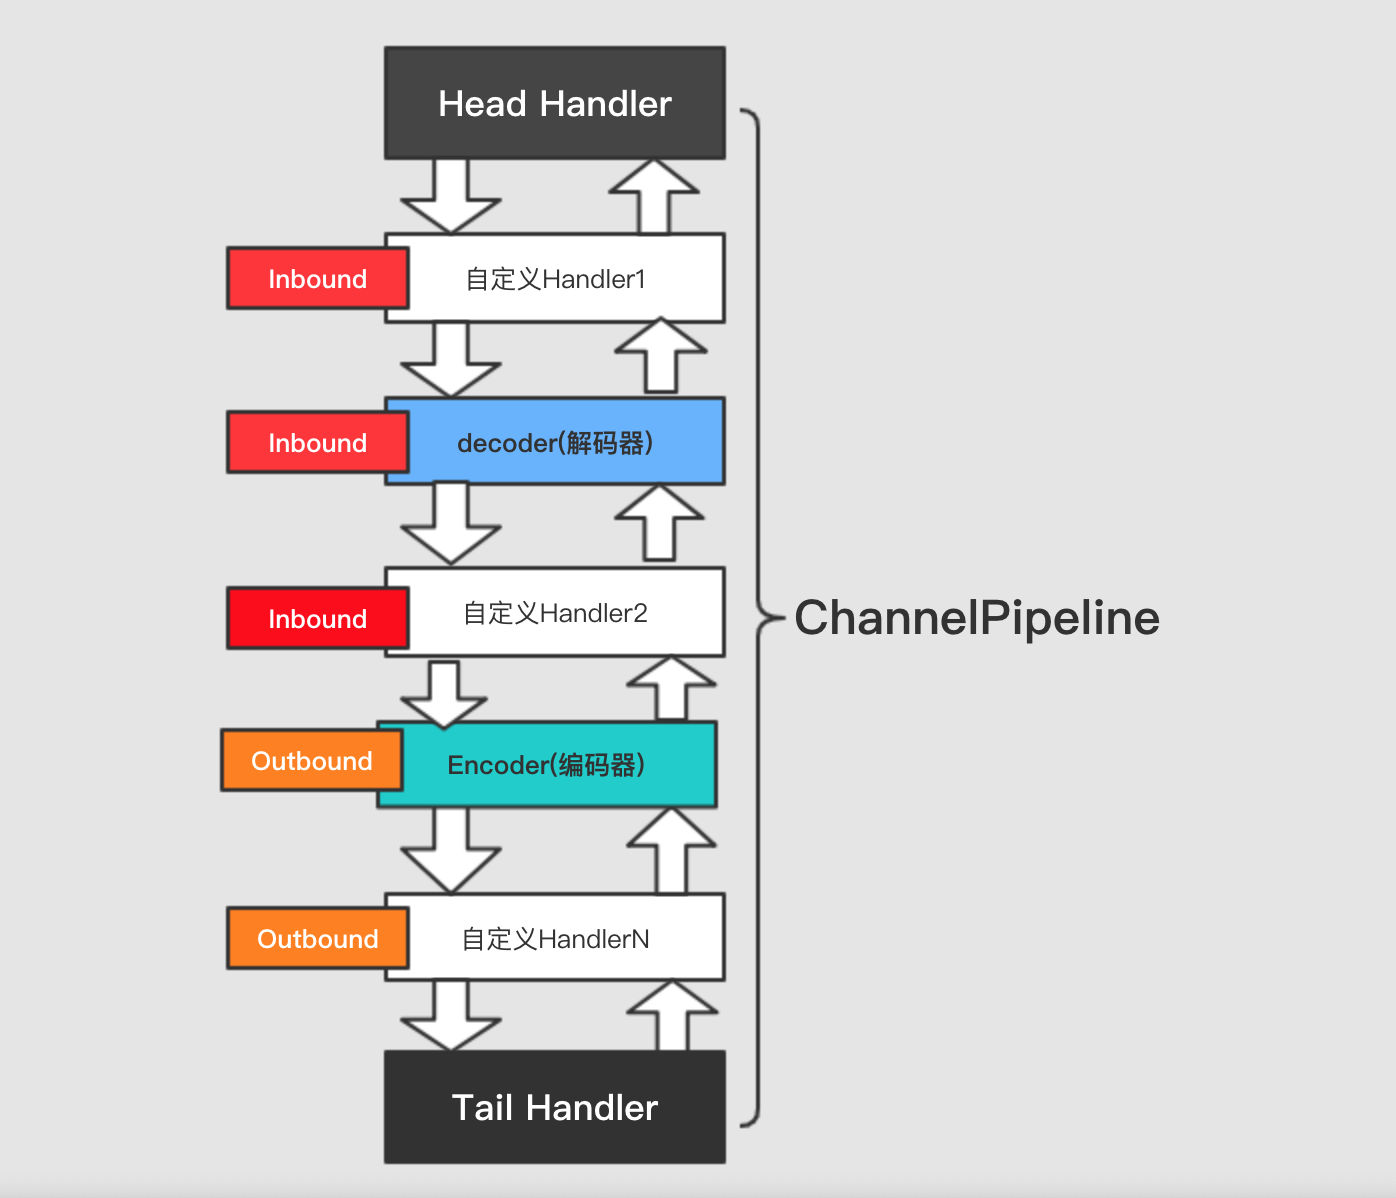 Head Handler
Inbound
自定义Handler1
Inbound
decoder(解码器)
Inbound
自定义Handler2
ChannelPipeline
Outbound
Encoder(编码器)
Outbound
自定义HandlerN
Tail Handler